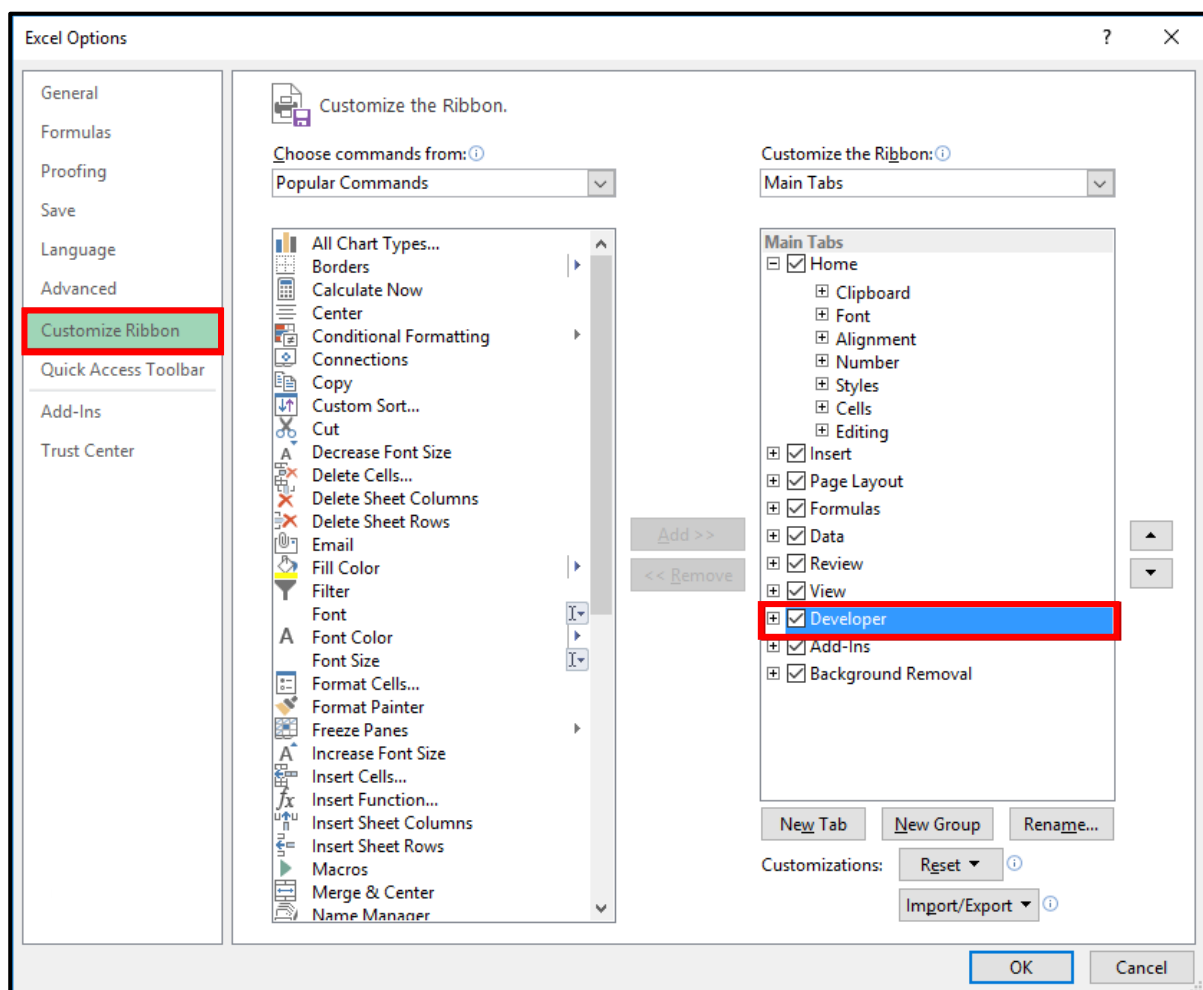 Excel Options
?
General
Formulas
Proofing
Save
Language
Advanced
Customize Ribbon
Quick Access Toolbar
Add-Ins
Trust Center
Customize the Ribbon.
Choose commands from:
Popular Commands
All Chart Types...
Borders
Calculate Now
Center
Conditional Formatting
Connections
Copy
Custom Sort...
Cut
Decrease Font Size
Delete Cells...
Delete Sheet Columns
Delete Sheet Rows
Email
Fill Color
Filter
Font
Font Color
Font Size
Format Cells...
Format Painter
Freeze Panes
Increase Font Size
Insert Cells...
Insert Function...
Insert Sheet Columns
Insert Sheet Rows
Macros
Merge & Center
Name Manager
Add >>
<< Remove
Customize the Ribbon:
Main Tabs
Main Tabs
Home
Clipboard
Font
Alignment
Number
Styles
Cells
Editing
Insert
Page Layout
Formulas
Data
Review
View
Developer
Add-Ins
Background Removal
New Tab
New Group
Rename...
Customizations:
Reset
Import/Export
OK
Cancel